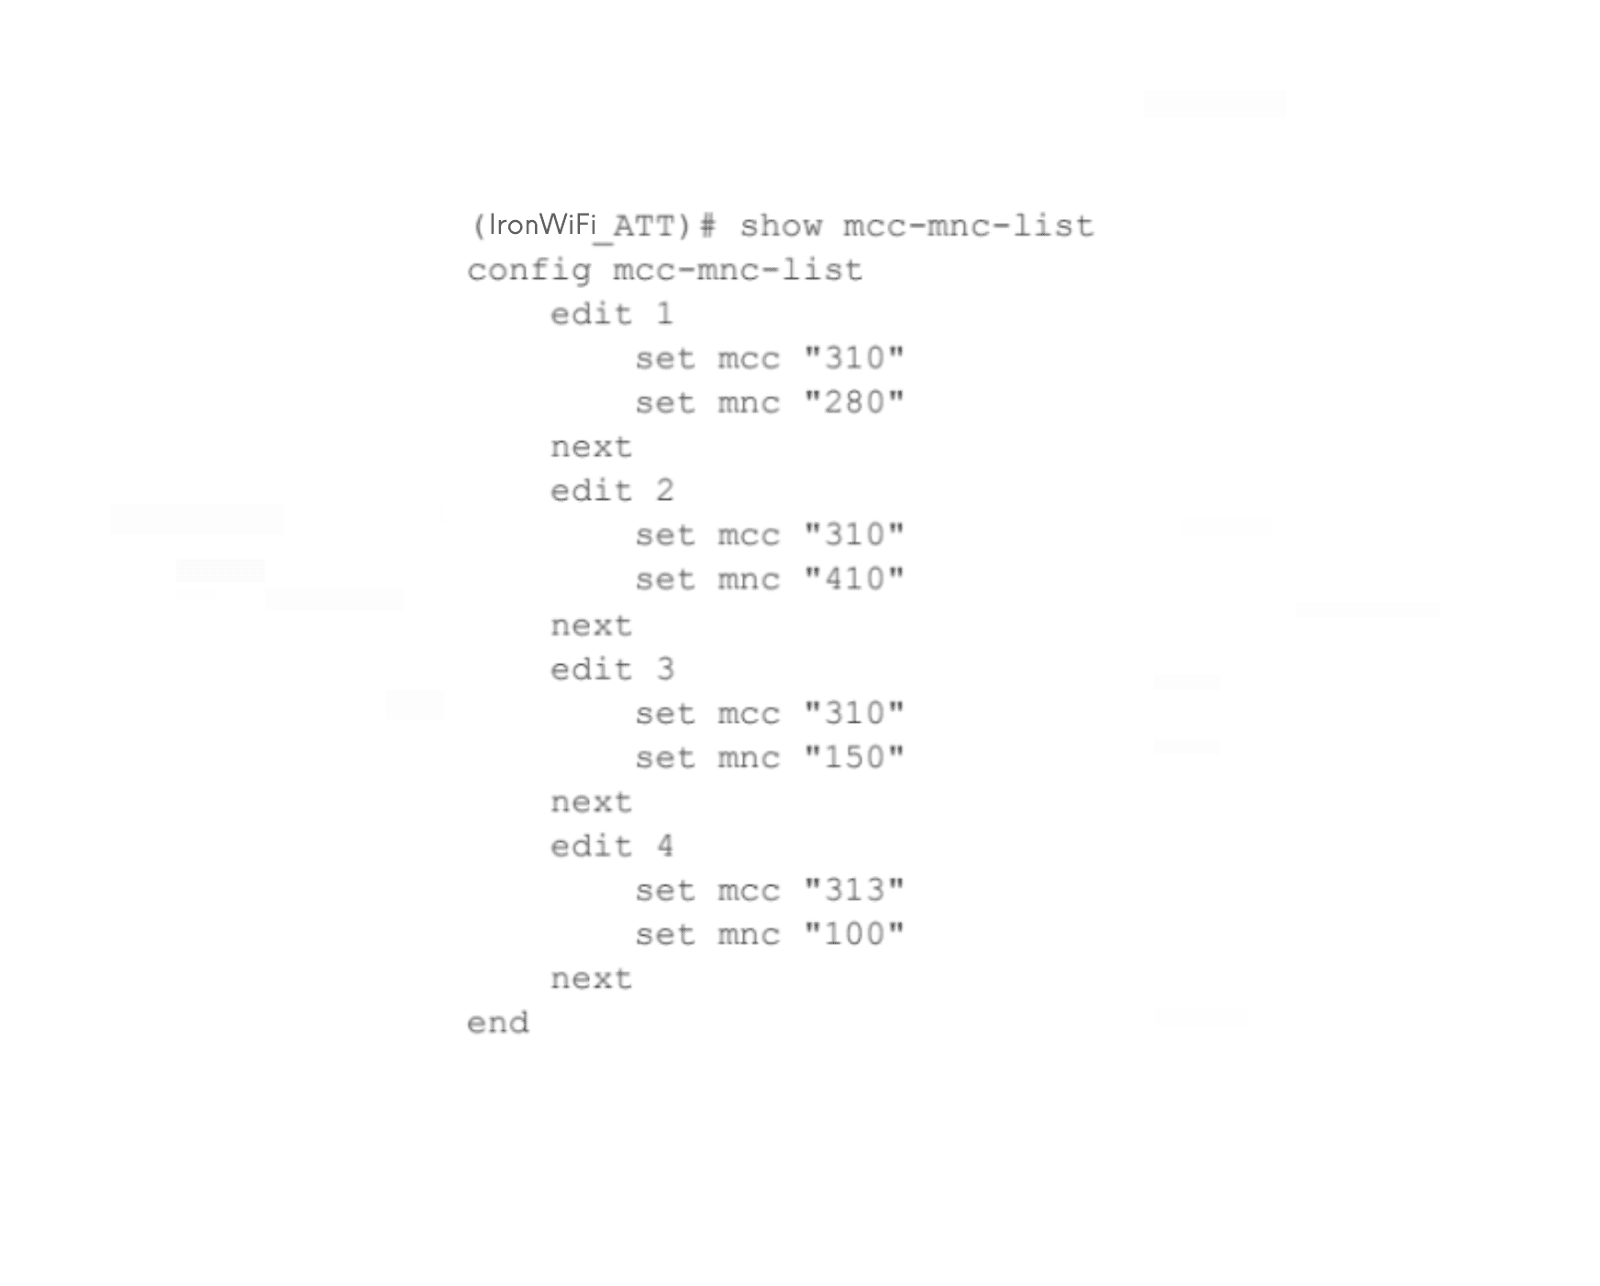 (IronWiFi_ATT)# show mcc-mnc-list
config mcc-mnc-list
edit 1
set mcc "310"
set mnc "280"
next
edit 2
set mcc "310"
set mnc "410"
next
edit 3
set mcc "310"
set mnc "150"
next
edit 4
set mcc "313"
set mnc "100"
next
end